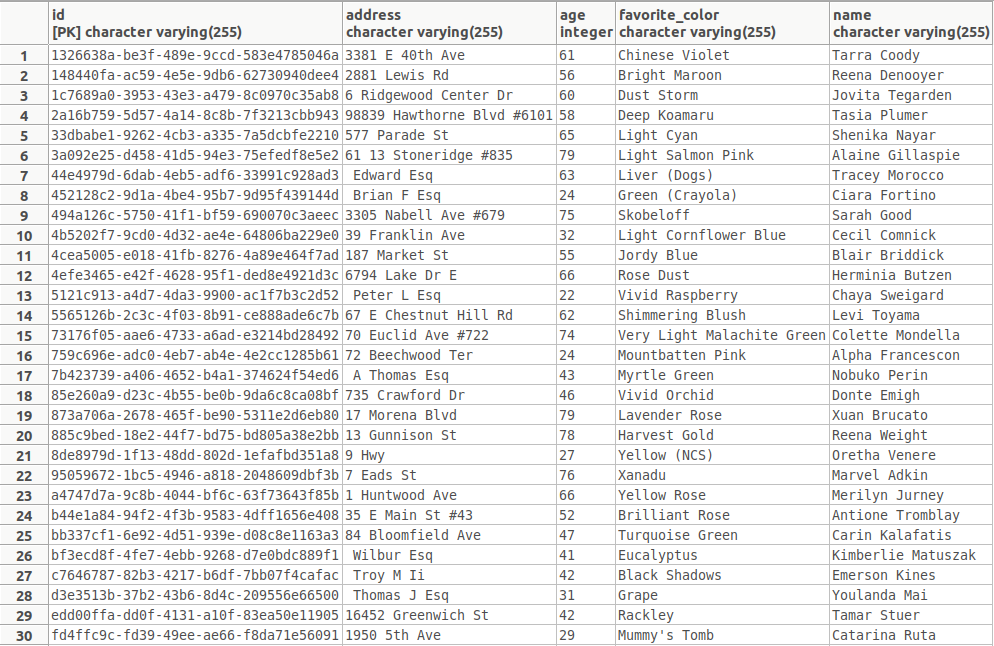 id address age favorite_color name
[PK] character varying(255) character varying(255) integer character varying(255) character varying(255)
1 1326638a-be3f-489e-9ccd-583e4785046a 3381 E 40th Ave 61 Chinese Violet Tarra Coody
2 148440fa-ac59-4e5e-9db6-62730940dee4 2881 Lewis Rd 56 Bright Maroon Reena Denooyer
3 1c7689a0-3953-43e3-a479-8c0970c35ab8 6 Ridgewood Center Dr 60 Dust Storm Jovita Tegarden
4 2a16b759-5d57-4a14-8c8b-7f3213cbb943 98839 Hawthorne Blvd #6101 58 Deep Koamaru Tasia Plumer
5 33dbabe1-9262-4cb3-a335-7a5dcbfe2210 577 Parade St 65 Light Cyan Shenika Nayar
6 3a092e25-d458-41d5-94e3-75efedf8e5e2 61 13 Stoneridge #835 79 Light Salmon Pink Alaine Gillaspie
7 44e4979d-6dab-4eb5-adf6-33991c928ad3 Edward Esq 63 Liver (Dogs) Tracey Morocco
8 452128c2-9d1a-4be4-95b7-9d95f439144d Brian F Esq 24 Green (Crayola) Ciara Fortino
9 494a126c-5750-41f1-bf59-690070c3aeec 3305 Nabell Ave #679 75 Skobeloff Sarah Good
10 4b5202f7-9cd0-4d32-ae4e-64806ba229e0 39 Franklin Ave 32 Light Cornflower Blue Cecil Comnick
11 4cea5005-e018-41fb-8276-4a89e464f7ad 187 Market St 55 Jordy Blue Blair Briddick
12 4efe3465-e42f-4628-95f1-ded8e4921d3c 6794 Lake Dr E 66 Rose Dust Herminia Butzen
13 5121c913-a4d7-4da3-9900-ac1f7b3c2d52 Peter L Esq 22 Vivid Raspberry Chaya Sweigard
14 5565126b-2c3c-4f03-8b91-ce888ade6c7b 67 E Chestnut Hill Rd 62 Shimmering Blush Levi Toyama
15 73176f05-aae6-4733-a6ad-e3214bd28492 70 Euclid Ave #722 74 Very Light Malachite Green Colette Mondella
16 759c696e-adc0-4eb7-ab4e-4e2cc1285b61 72 Beechwood Ter 24 Mountbatten Pink Alpha Francescon
17 7b423739-a406-4652-b4a1-374624f54ed6 A Thomas Esq 43 Myrtle Green Nobuko Perin
18 85e260a9-d23c-4b55-be0b-9da6c8ca08bf 735 Crawford Dr 46 Vivid Orchid Donte Emigh
19 873a706a-2678-465f-be90-5311e2d6eb80 17 Morena Blvd 79 Lavender Rose Xuan Brucato
20 885c9bed-18e2-44f7-bd75-bd805a38e2bb 13 Gunnison St 78 Harvest Gold Reena Weight
21 8de8979d-1f13-48dd-802d-1efafbd351a8 9 Hwy 27 Yellow (NCS) Oretha Venere
22 95059672-1bc5-4946-a818-2048609dbf3b 7 Eads St 76 Xanadu Marvel Adkin
23 a4747d7a-9c8b-4044-bf6c-63f73643f85b 1 Huntwood Ave 66 Yellow Rose Merilyn Jurney
24 b44e1a84-94f2-4f3b-9583-4dff1656e408 35 E Main St #43 52 Brilliant Rose Antione Tromblay
25 bb337cf1-6e92-4d51-939e-d08c8e1163a3 84 Bloomfield Ave 47 Turquoise Green Carin Kalafatis
26 bf3ecd8f-4fe7-4ebb-9268-d7e0bdc889f1 Wilbur Esq 41 Eucalyptus Kimberlie Matuszak
27 c7646787-82b3-4217-b6df-7bb07f4cafac Troy M Ii 42 Black Shadows Emerson Kines
28 d3e3513b-37b2-43b6-8d4c-209556e66500 Thomas J Esq 31 Grape Youlanda Mai
29 edd00ffa-dd0f-4131-a10f-83ea50e11905 16452 Greenwich St 42 Rackley Tamar Stuer
30 fd4ffc9c-fd39-49ee-ae66-f8da71e56091 1950 5th Ave 29 Mummy's Tomb Catarina Ruta